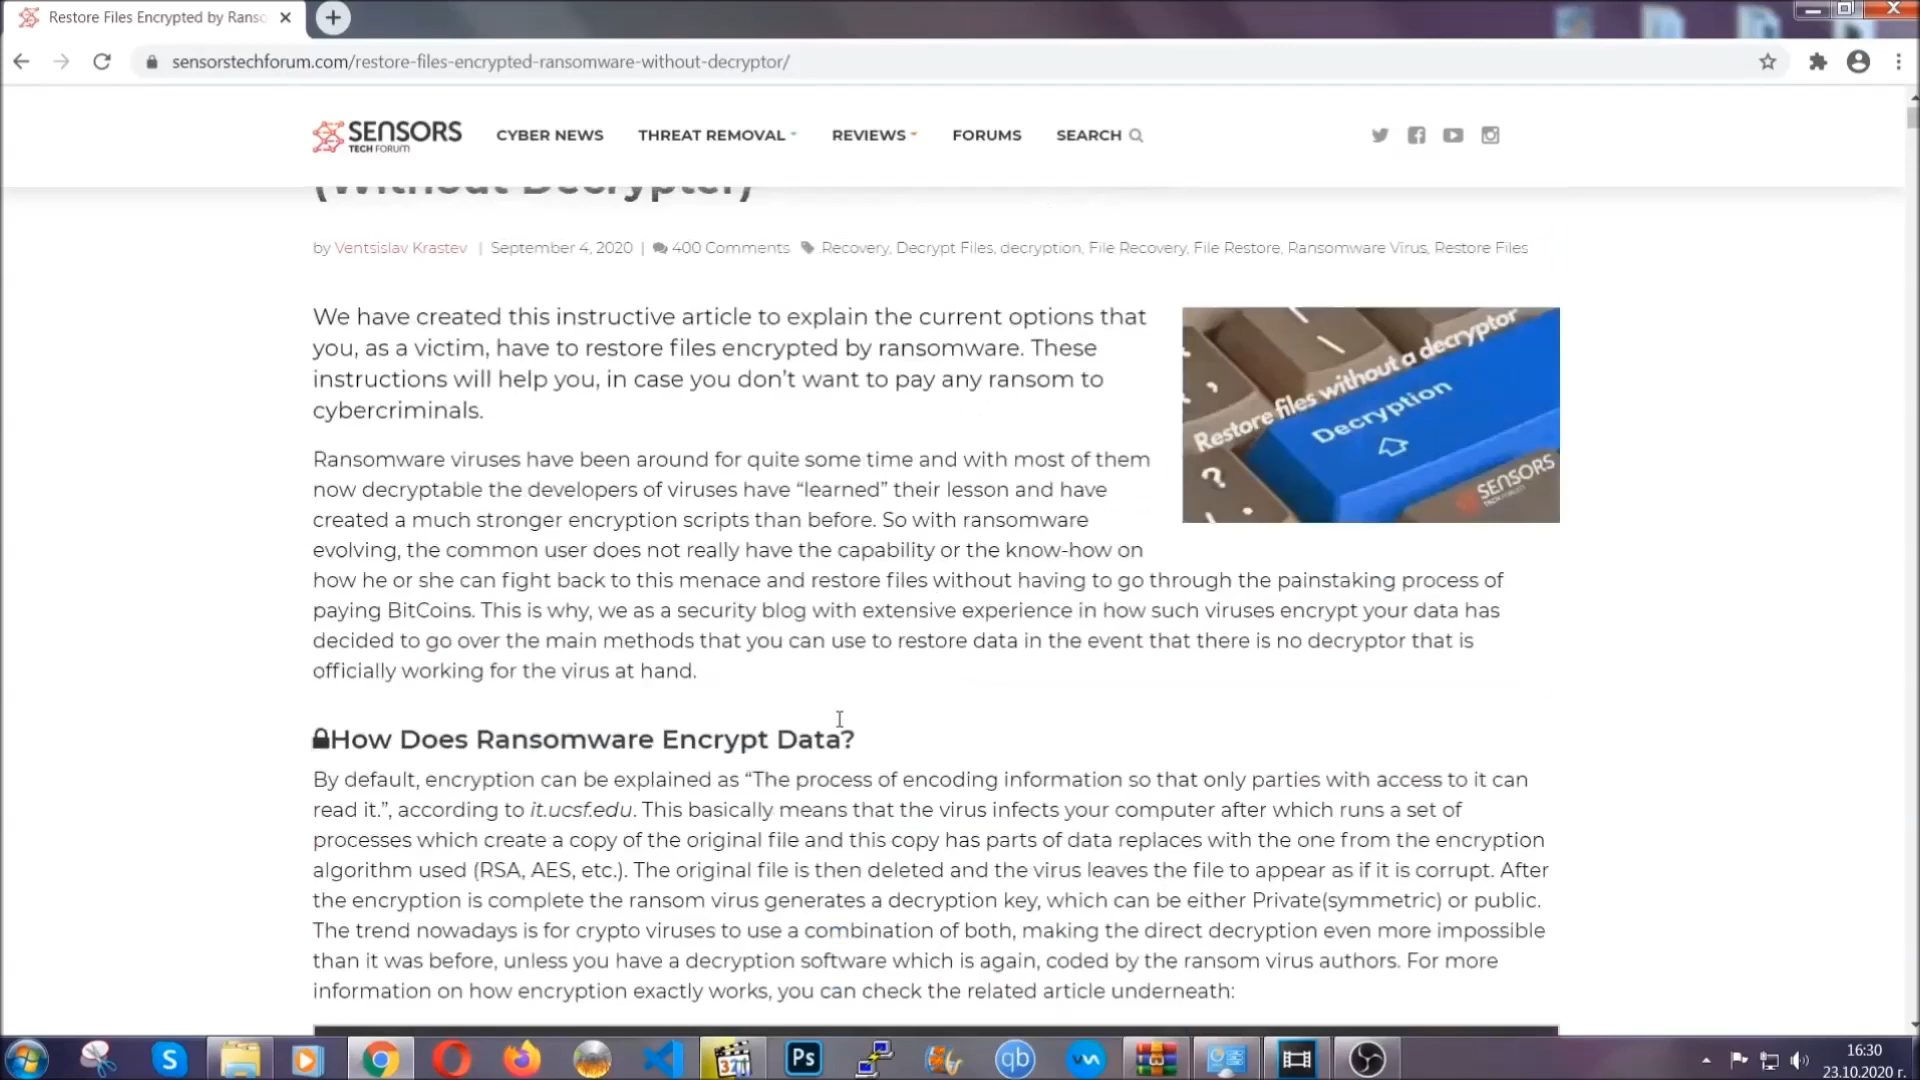 Restore Files Encrypted by Ranso
sensorstechforum.com/restore-files-encrypted-ransomware-without-decryptor/
SENSORS
TECH FORUM
CYBER NEWS
THREAT REMOVAL
REVIEWS
FORUMS
SEARCH
(Without Decrypter)
by Ventsislav Krastev | September 4, 2020 | 400 Comments Recovery, Decrypt Files, decryption, File Recovery, File Restore, Ransomware Virus, Restore Files
We have created this instructive article to explain the current options that
you, as a victim, have to restore files encrypted by ransomware. These
instructions will help you, in case you don't want to pay any ransom to
cybercriminals.
Restore files without a decryptor
Decryption
SENSORS
Ransomware viruses have been around for quite some time and with most of them
now decryptable the developers of viruses have “learned” their lesson and have
created a much stronger encryption scripts than before. So with ransomware
evolving, the common user does not really have the capability or the know-how on
how he or she can fight back to this menace and restore files without having to go through the painstaking process of
paying BitCoins. This is why, we as a security blog with extensive experience in how such viruses encrypt your data has
decided to go over the main methods that you can use to restore data in the event that there is no decryptor that is
officially working for the virus at hand.
How Does Ransomware Encrypt Data?
By default, encryption can be explained as “The process of encoding information so that only parties with access to it can
read it.”, according to it.ucsf.edu. This basically means that the virus infects your computer after which runs a set of
processes which create a copy of the original file and this copy has parts of data replaces with the one from the encryption
algorithm used (RSA, AES, etc.). The original file is then deleted and the virus leaves the file to appear as if it is corrupt. After
the encryption is complete the ransom virus generates a decryption key, which can be either Private(symmetric) or public.
The trend nowadays is for crypto viruses to use a combination of both, making the direct decryption even more impossible
than it was before, unless you have a decryption software which is again, coded by the ransom virus authors. For more
information on how encryption exactly works, you can check the related article underneath:
Ps
qb
16:30
23.10.2020 г.